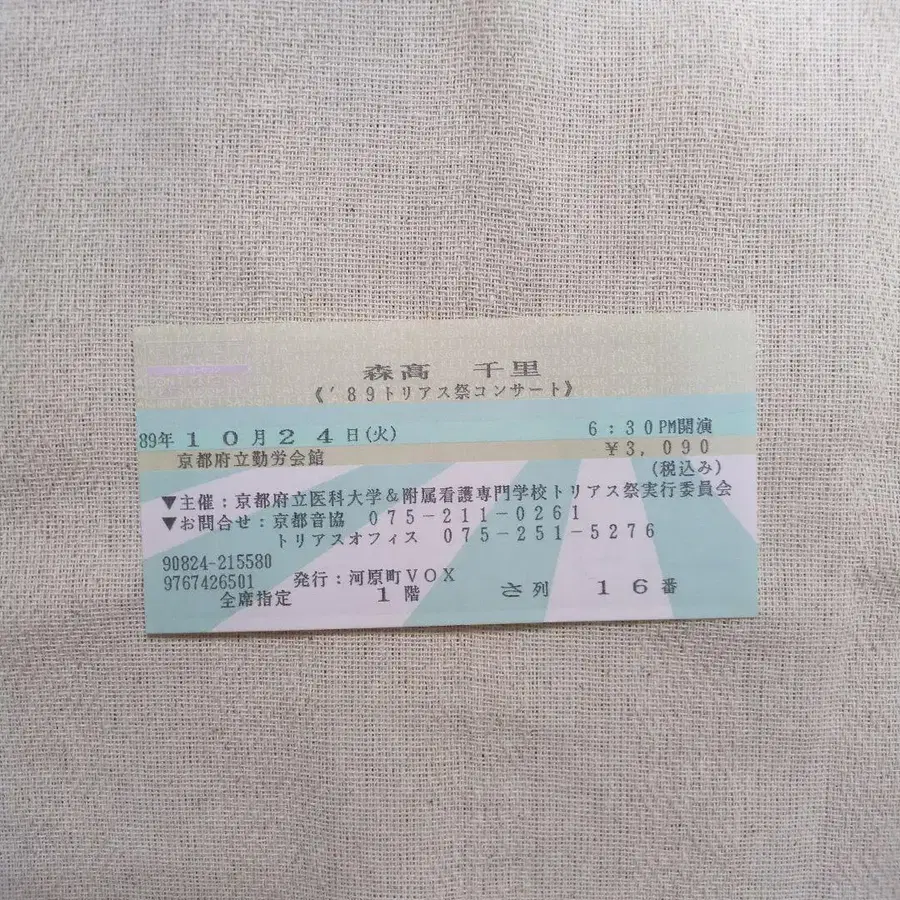 森高 千里
《'89トリアス祭コンサート》
89年 10月24日(火) 6:30PM開演
京都府立勤労会館 ¥3,090
(税込み)
▼主催:京都府立医科大学&附属看護専門学校トリアス祭実行委員会
▼お問合せ:京都音協 075-211-0261
トリアスオフィス 075-251-5276
90824-215580
9767426501 発行:河原町VOX
全席指定 1階 さ列 16番